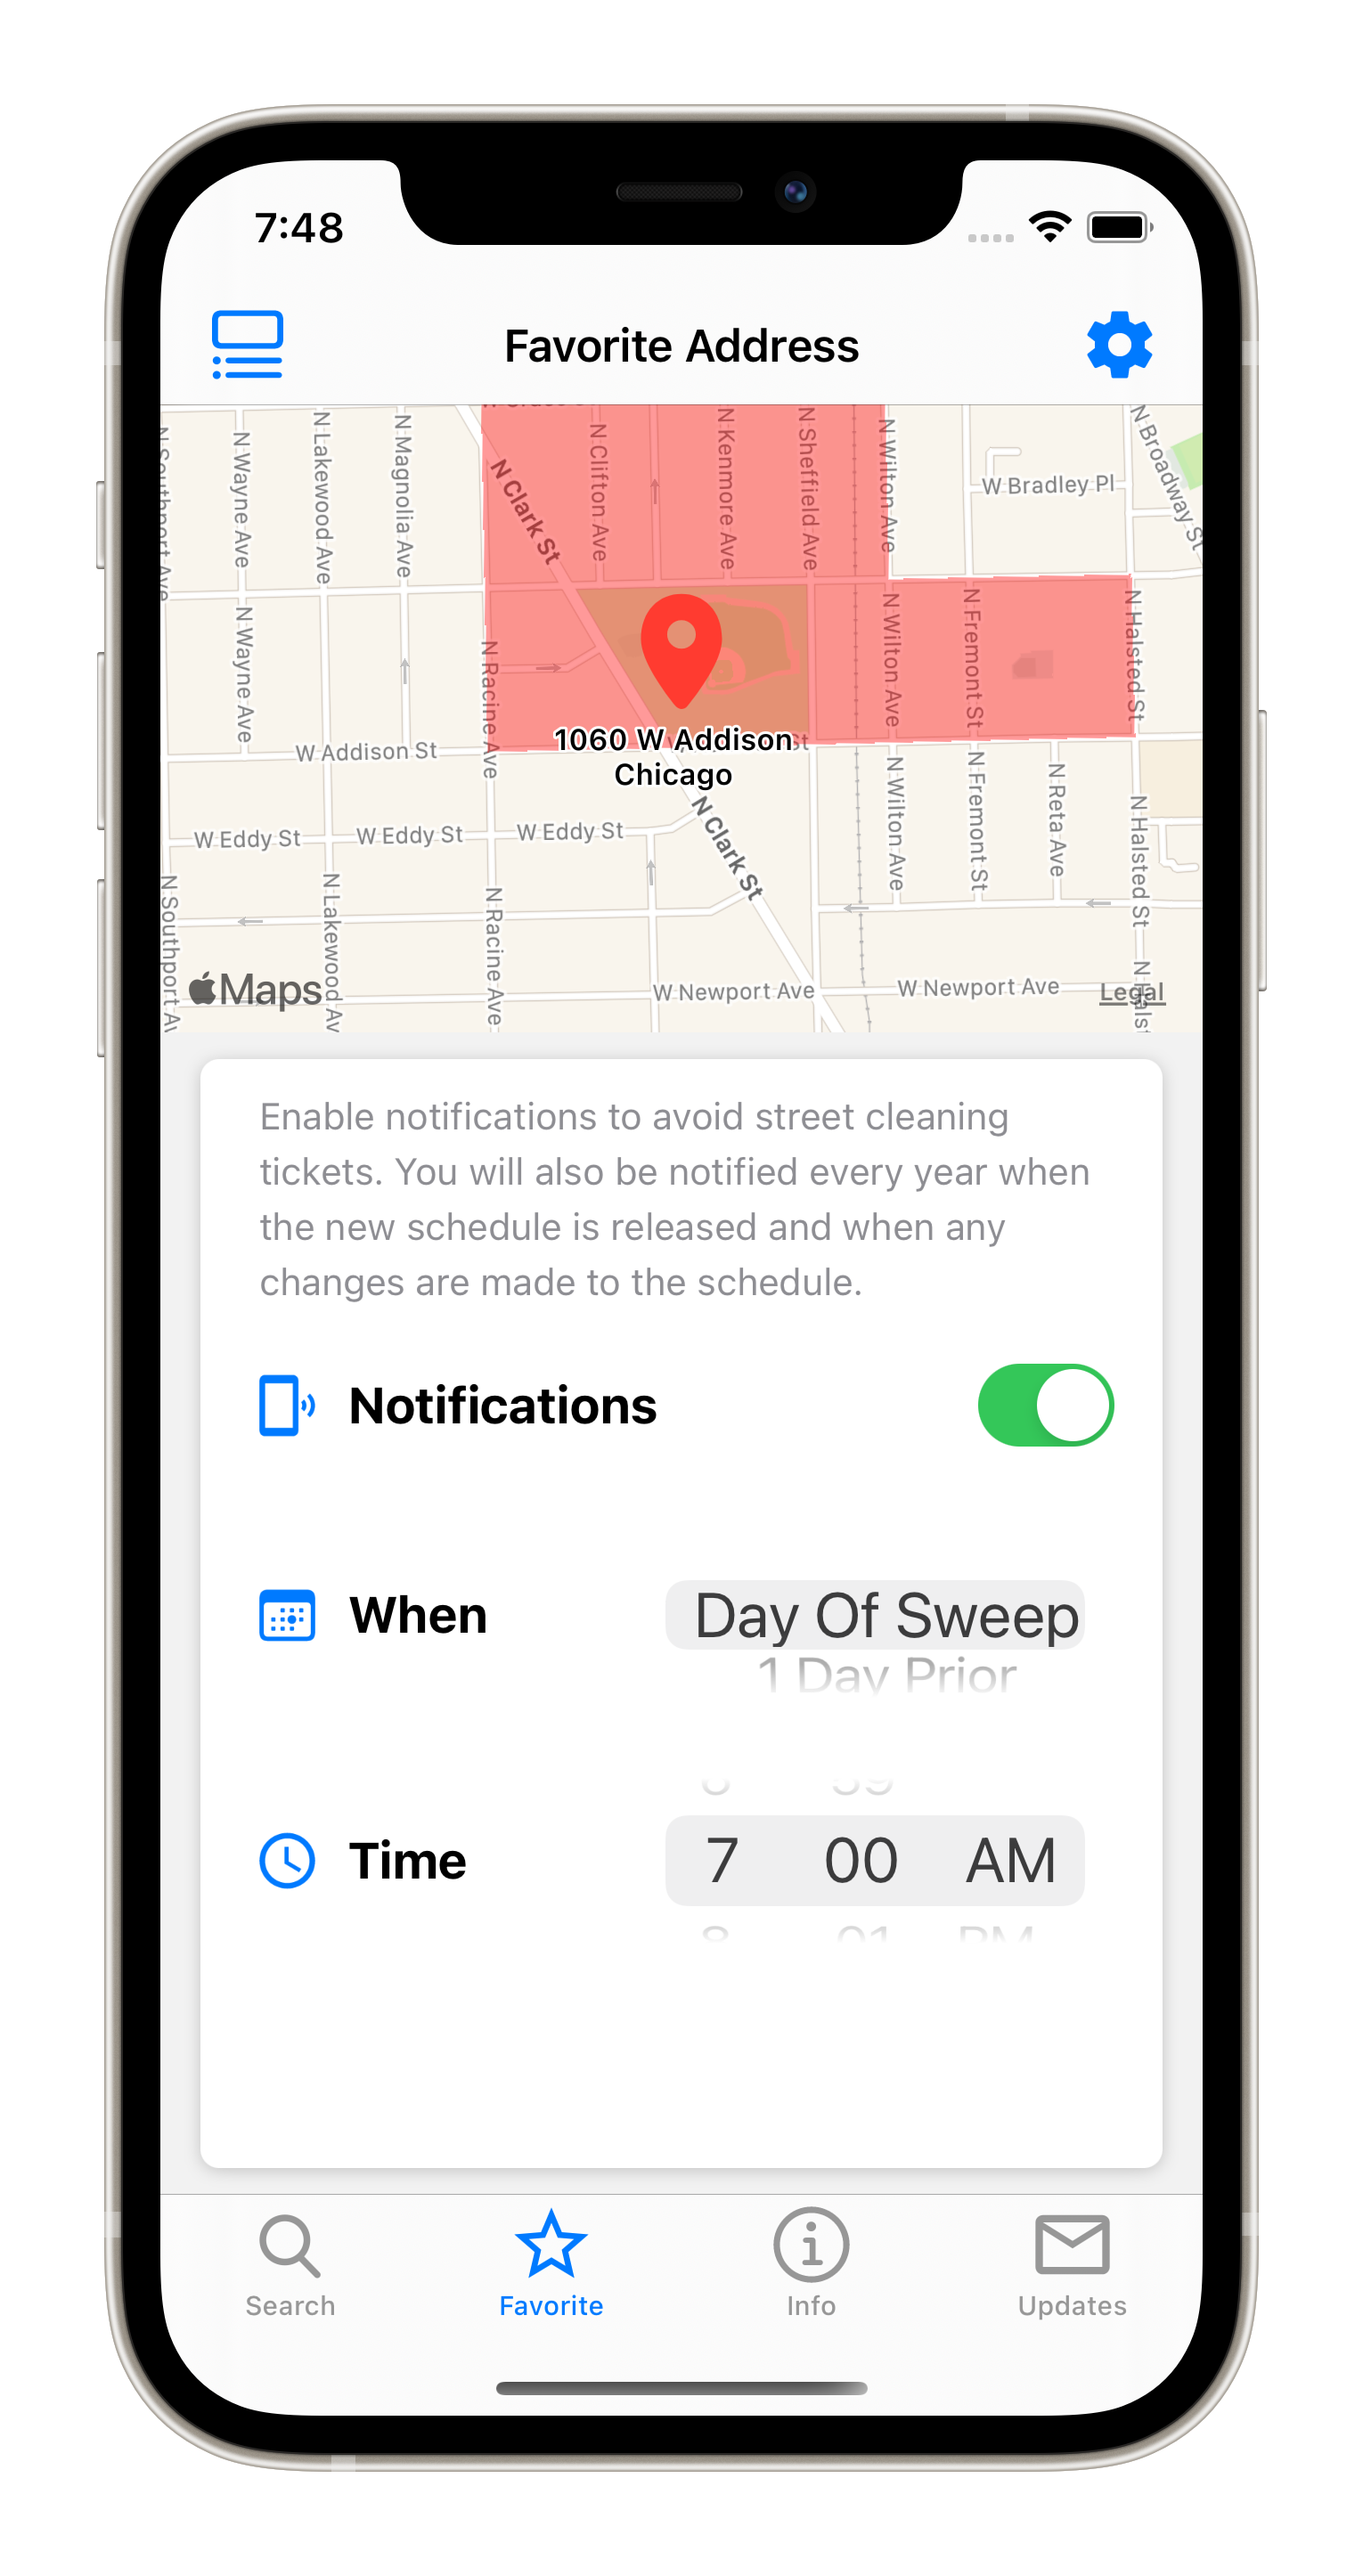 7:48
Favorite Address
N Southport Ave
N Wayne Ave
N Lakewood Ave
N Magnolia Ave
N Clark St
N Clifton Ave
N Kenmore Ave
N Sheffield Ave
N Wilton Ave
W Bradley Pl
N Broadway St
N Wayne Ave
N Racine Ave
N Wilton Ave
N Fremont St
N Halsted St
W Addison St
1060 W Addison
St
Chicago
W Eddy St
W Eddy St
W Eddy St
N Clark St
N Wilton Ave
N Fremont St
N Reta Ave
N Halsted St
N Southport Av
N Lakewood Av
N Racine Ave
Maps
W Newport Ave
W Newport Ave
N Halst
Legal
Enable notifications to avoid street cleaning
tickets. You will also be notified every year when
the new schedule is released and when any
changes are made to the schedule.
Notifications
When
Day Of Sweep
1 Day Prior
59
Time
7 00 AM
8 01 PM
Search
Favorite
Info
Updates